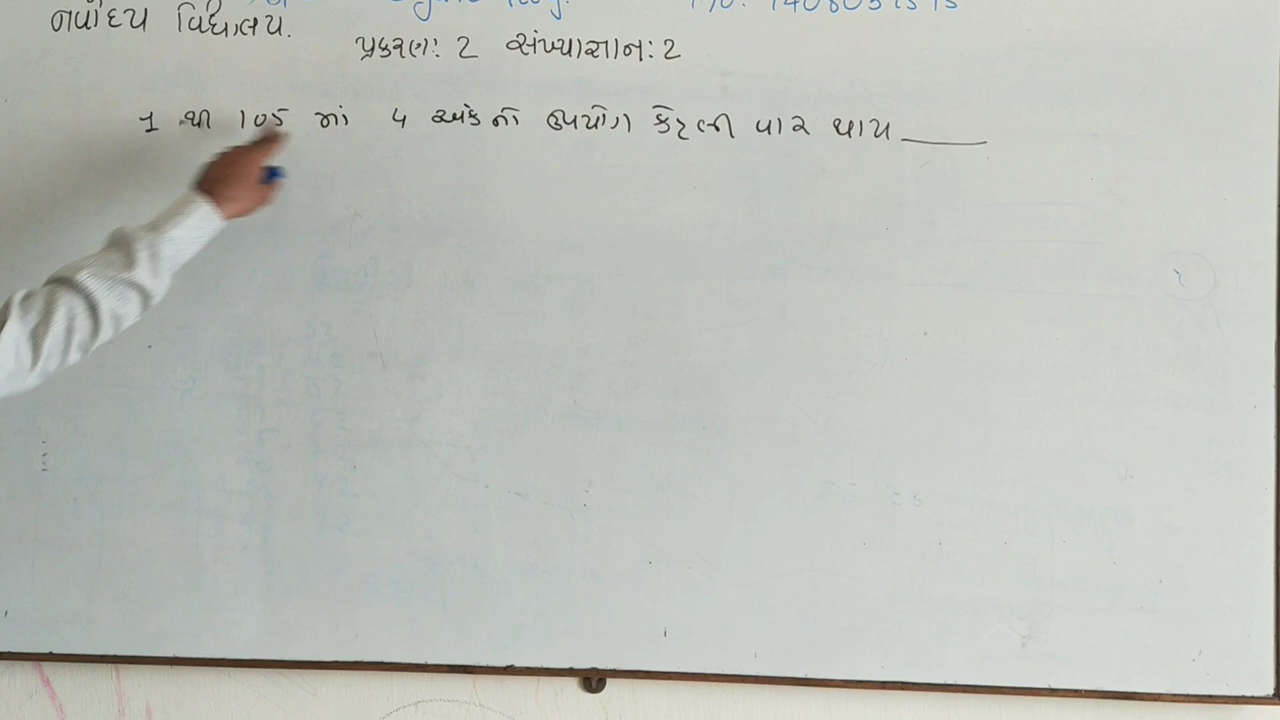 નવોદય વિદ્યાલય.
પ્રકરણ: 2 સંખ્યાજ્ઞાન: 2
1 થી 105 માં 4 અંકનો ઉપયોગ કેટલી વાર થાય ____